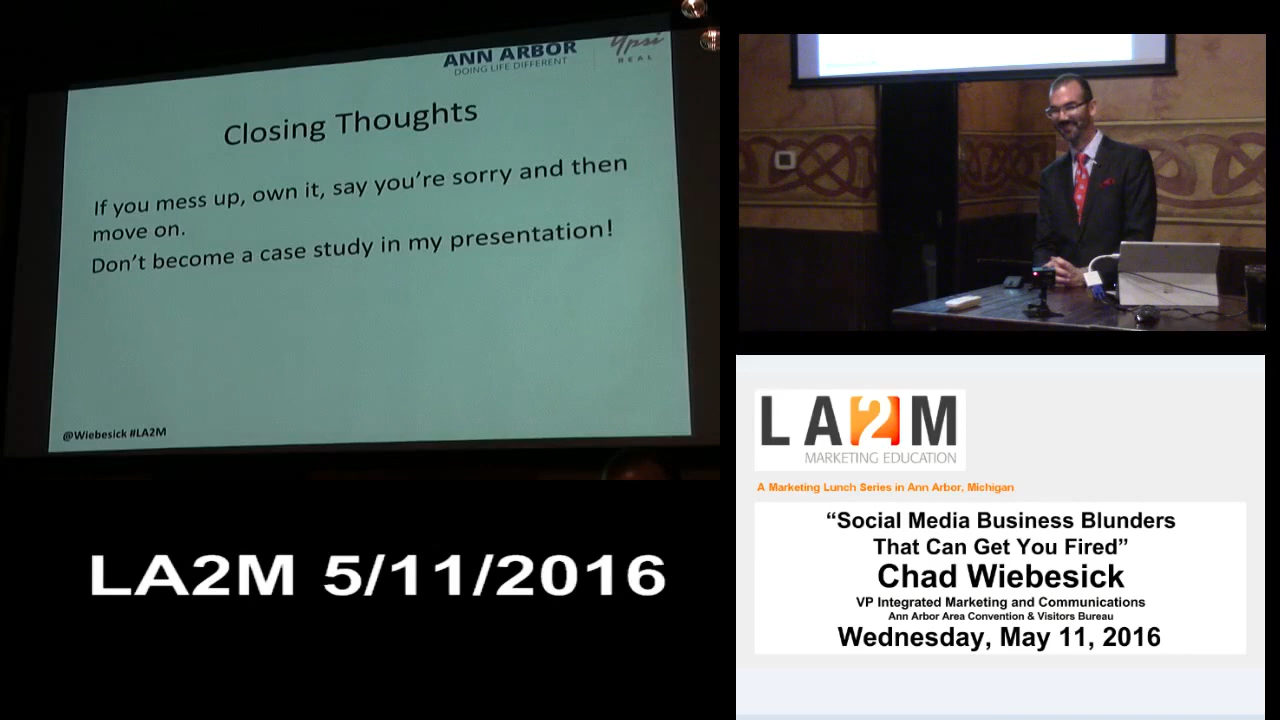 ANN ARBOR
DOING LIFE DIFFERENT
Ypsi
REAL
Closing Thoughts
If you mess up, own it, say you’re sorry and then
move on.
Don’t become a case study in my presentation!
@Wiebesick #LA2M
LA2M 5/11/2016
LA2M
MARKETING EDUCATION
A Marketing Lunch Series in Ann Arbor, Michigan
“Social Media Business Blunders
That Can Get You Fired”
Chad Wiebesick
VP Integrated Marketing and Communications
Ann Arbor Area Convention & Visitors Bureau
Wednesday, May 11, 2016